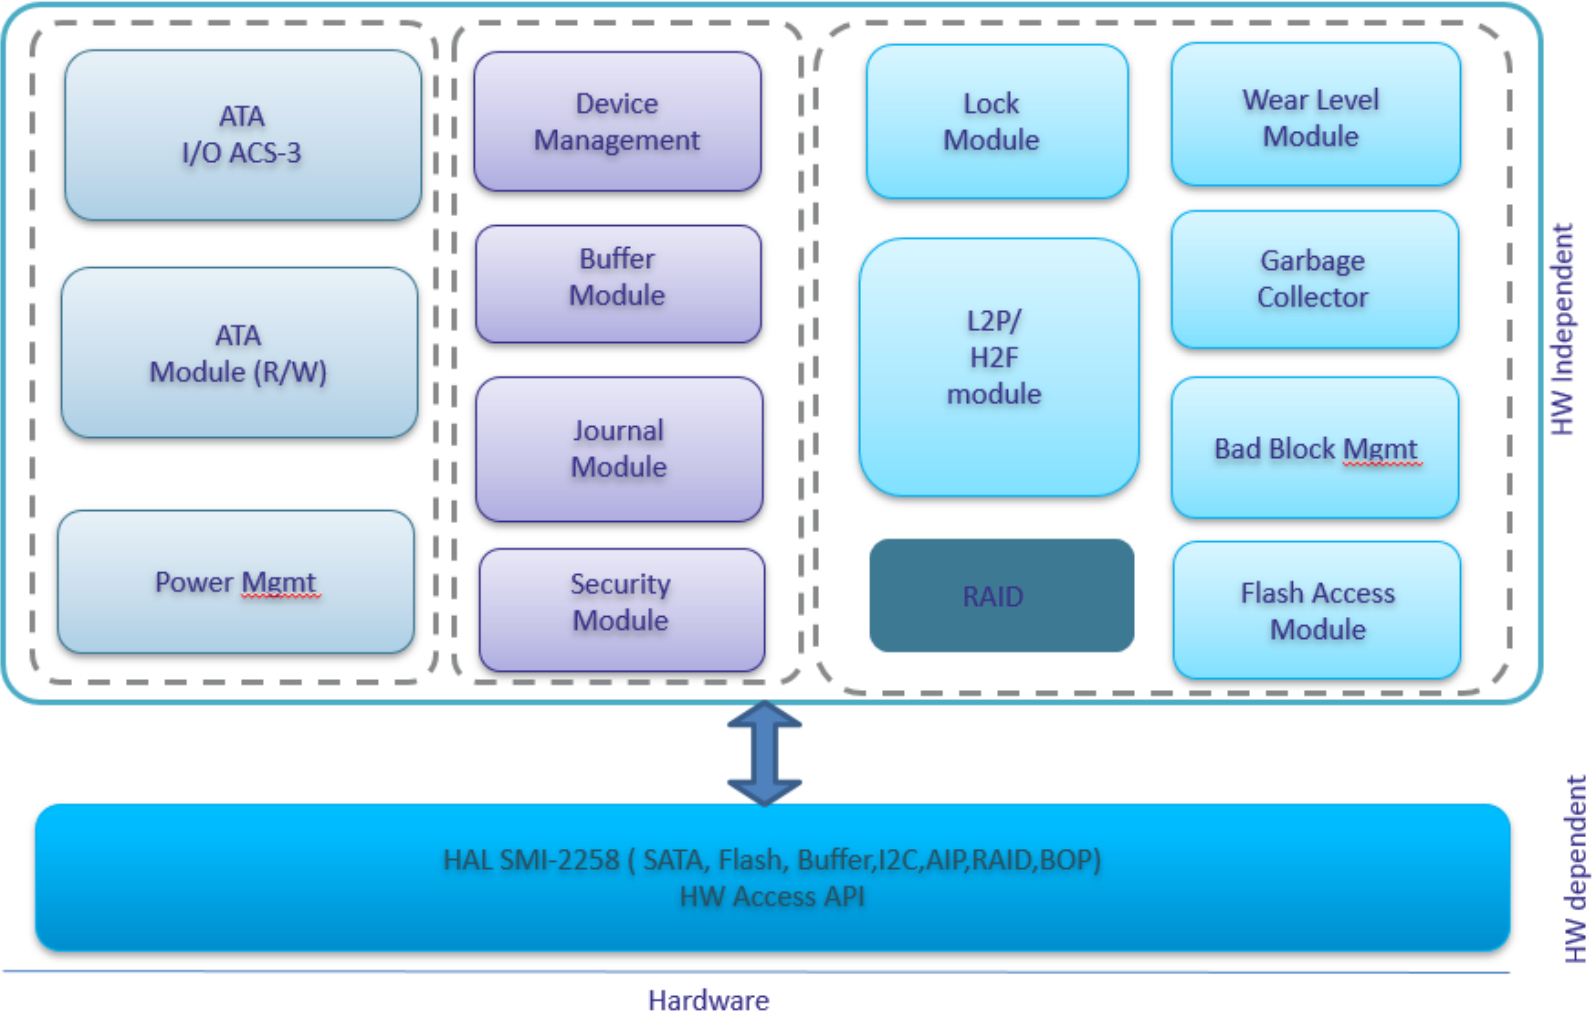 ATA
I/O ACS-3
ATA
Module (R/W)
Power Mgmt
Device
Management
Buffer
Module
Journal
Module
Security
Module
Lock
Module
L2P/
H2F
module
RAID
Wear Level
Module
Garbage
Collector
Bad Block Mgmt
Flash Access
Module
HW Independent
HAL SMI-2258 ( SATA, Flash, Buffer,I2C,AIP,RAID,BOP)
HW Access API
HW dependent
Hardware